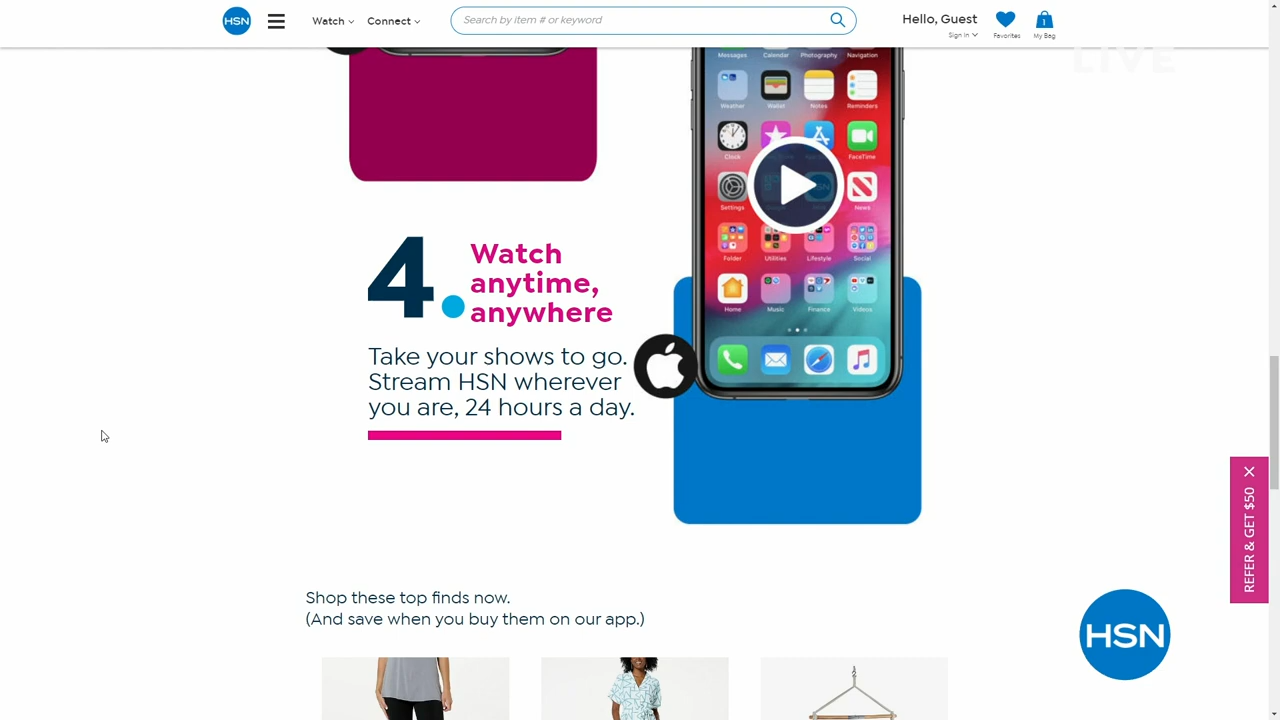 HSN
Watch
Connect
Search by item # or keyword
Hello, Guest
Sign In
Favorites
1
My Bag
LIVE
Messages Calendar Photos Navigation
Weather Wallet Notes Reminders
Clock FaceTime
Settings News
Folder Utilities Lifestyle Social
Home Music Finance Videos
4.
Watch
anytime,
anywhere
Take your shows to go.
Stream HSN wherever
you are, 24 hours a day.
REFER & GET $50
Shop these top finds now.
(And save when you buy them on our app.)
HSN